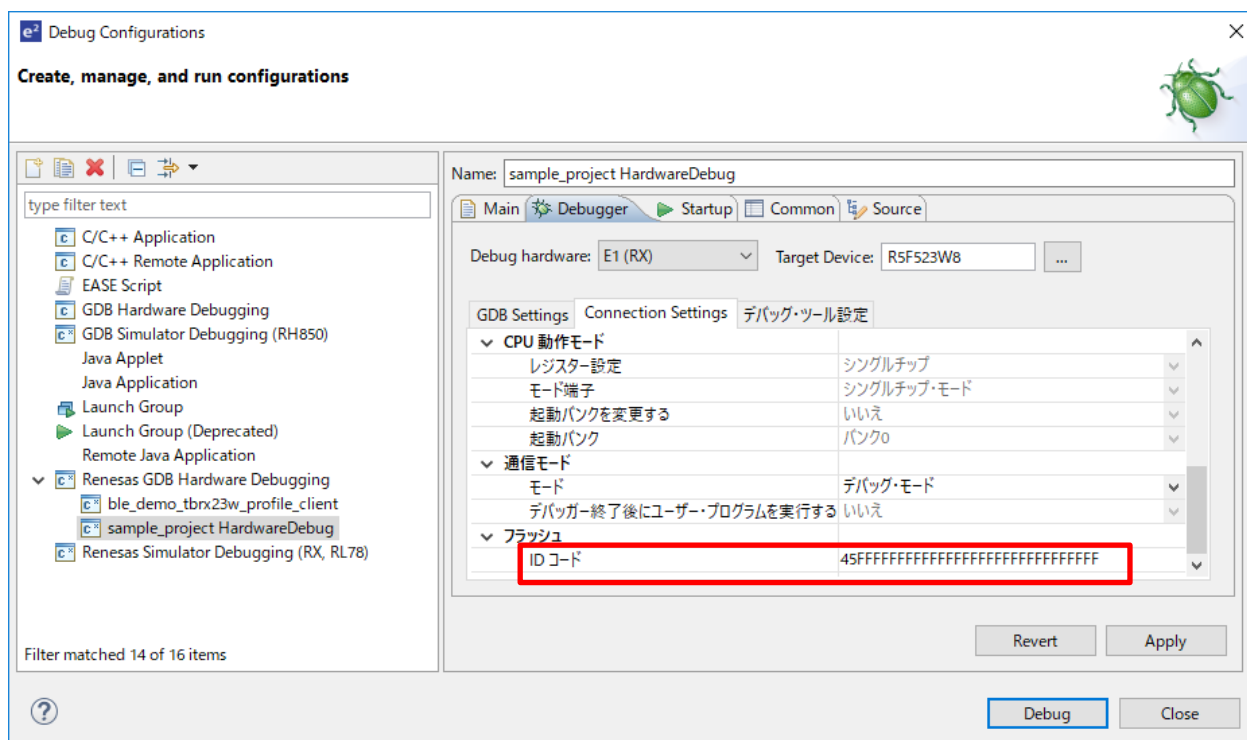 e² Debug Configurations
Create, manage, and run configurations
type filter text
C/C++ Application
C/C++ Remote Application
EASE Script
GDB Hardware Debugging
GDB Simulator Debugging (RH850)
Java Applet
Java Application
Launch Group
Launch Group (Deprecated)
Remote Java Application
Renesas GDB Hardware Debugging
ble_demo_tbrx23w_profile_client
sample_project HardwareDebug
Renesas Simulator Debugging (RX, RL78)
Filter matched 14 of 16 items
Name: sample_project HardwareDebug
Main Debugger Startup Common Source
Debug hardware: E1 (RX) Target Device: R5F523W8 ...
GDB Settings Connection Settings デバッグ・ツール設定
CPU 動作モード
レジスター設定 シングルチップ
モード端子 シングルチップ・モード
起動バンクを変更する いいえ
起動バンク バンク0
通信モード
モード デバッグ・モード
デバッガー終了後にユーザー・プログラムを実行する いいえ
フラッシュ
ID コード 45FFFFFFFFFFFFFFFFFFFFFFFFFFFFFF
Revert Apply
Debug Close